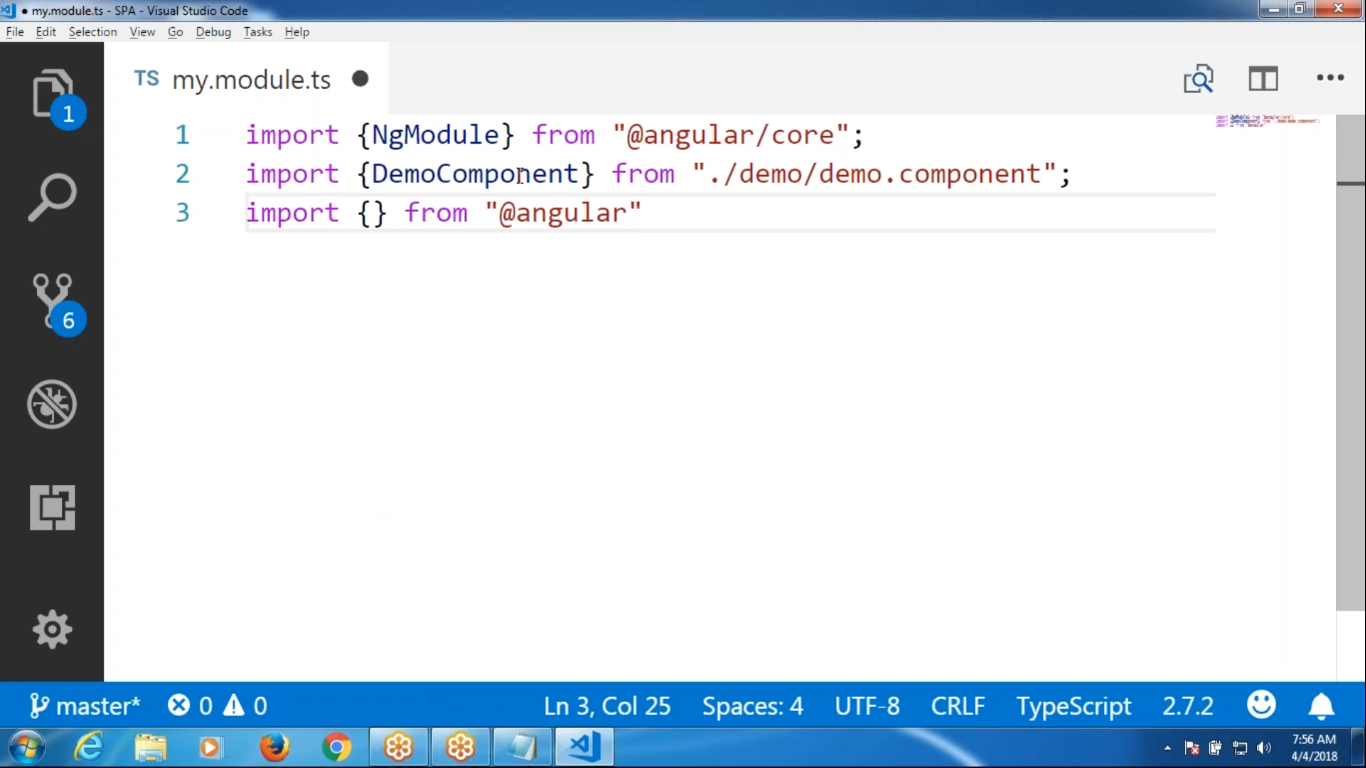 ● my.module.ts - SPA - Visual Studio Code
File Edit Selection View Go Debug Tasks Help
TS my.module.ts
1
1 import {NgModule} from "@angular/core";
2 import {DemoComponent} from "./demo/demo.component";
3 import {} from "@angular"
6
master* 0 0 Ln 3, Col 25 Spaces: 4 UTF-8 CRLF TypeScript 2.7.2
7:56 AM
4/4/2018